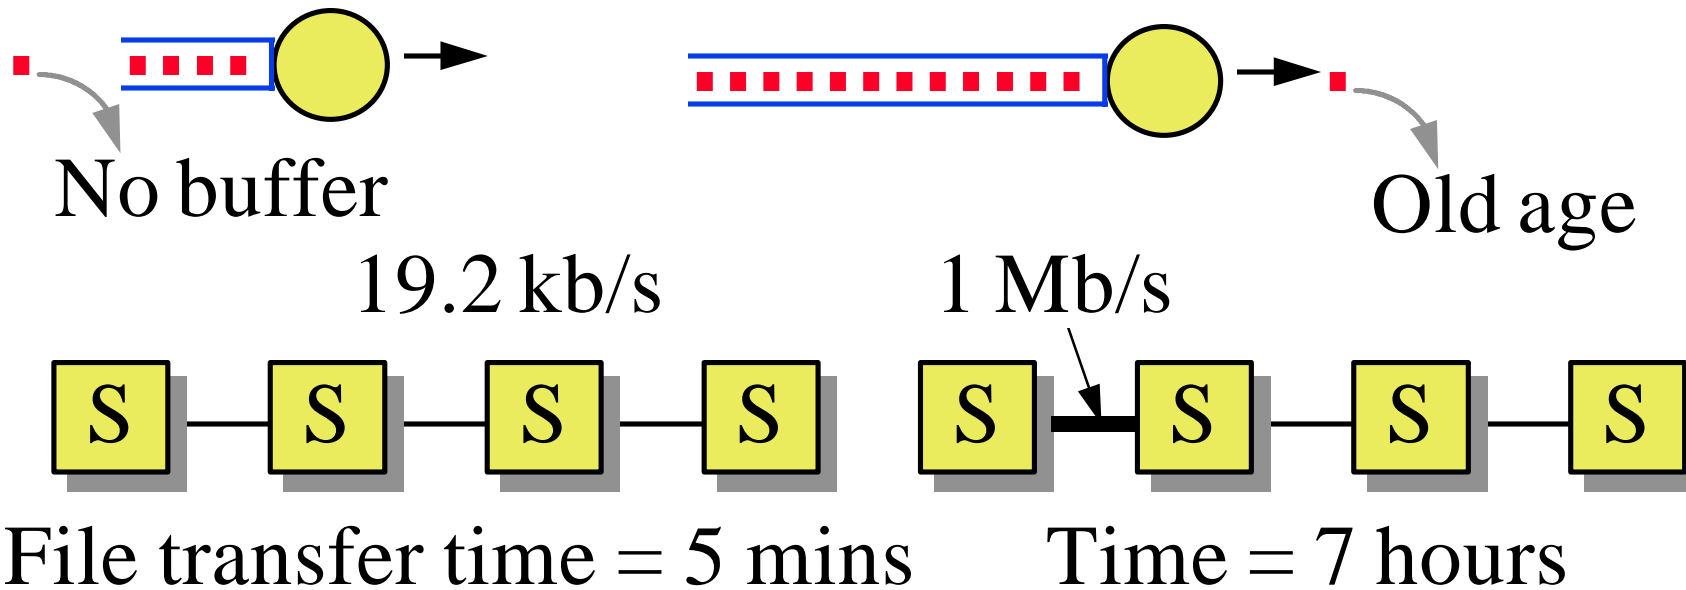 No buffer
Old age
19.2 kb/s
1 Mb/s
S S S S S S S S
File transfer time = 5 mins
Time = 7 hours